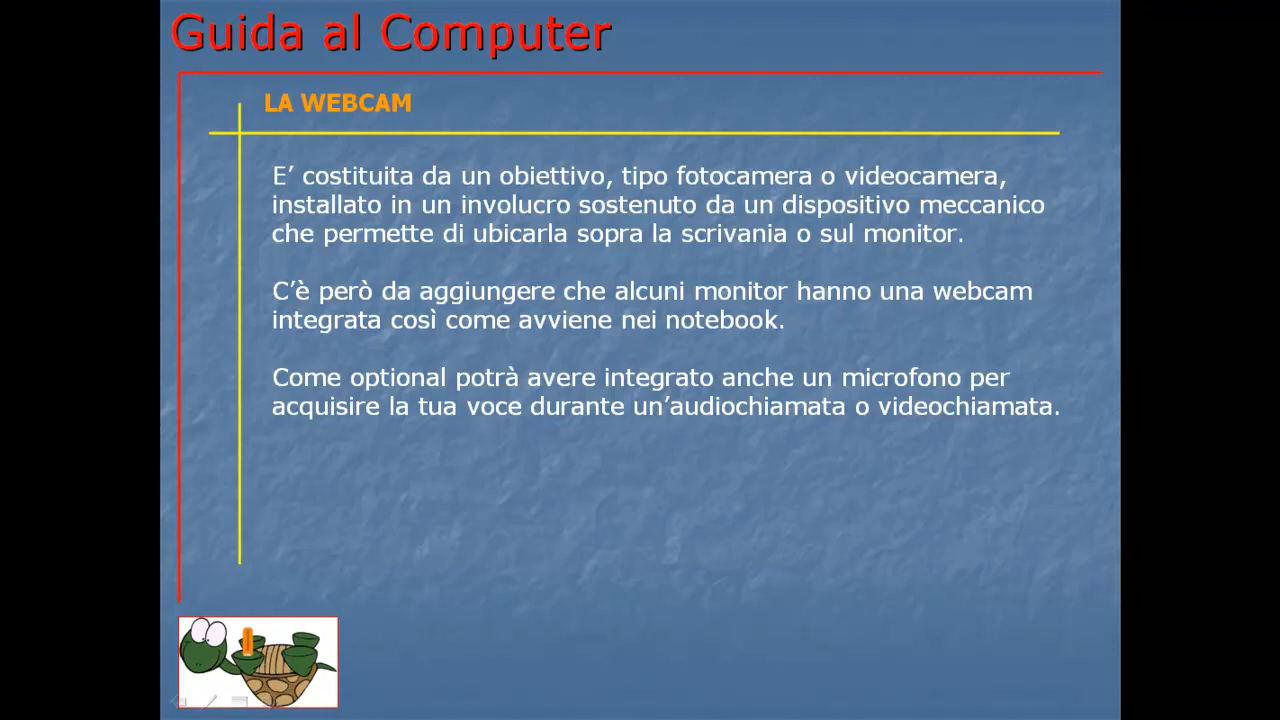 Guida al Computer
LA WEBCAM
E’ costituita da un obiettivo, tipo fotocamera o videocamera,
installato in un involucro sostenuto da un dispositivo meccanico
che permette di ubicarla sopra la scrivania o sul monitor.
C’è però da aggiungere che alcuni monitor hanno una webcam
integrata così come avviene nei notebook.
Come optional potrà avere integrato anche un microfono per
acquisire la tua voce durante un’audiochiamata o videochiamata.